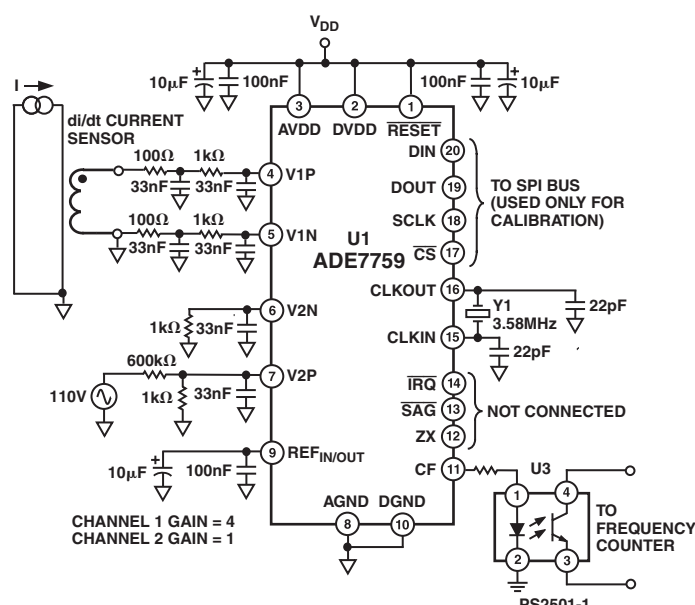 VDD
10µF
100nF
100nF
10µF
I
3
2
1
AVDD
DVDD
RESET
di/dt CURRENT
SENSOR
100Ω
1kΩ
33nF
33nF
4
V1P
100Ω
1kΩ
33nF
33nF
5
V1N
U1
ADE7759
DIN
20
DOUT
19
SCLK
18
CS
17
TO SPI BUS
(USED ONLY FOR
CALIBRATION)
CLKOUT
16
Y1
3.58MHz
22pF
CLKIN
15
22pF
6
V2N
1kΩ
33nF
600kΩ
7
V2P
110V
1kΩ
33nF
IRQ
14
SAG
13
ZX
12
NOT CONNECTED
9
REFIN/OUT
10µF
100nF
CF
11
U3
1
4
2
3
TO
FREQUENCY
COUNTER
PS2501-1
AGND
DGND
8
10
CHANNEL 1 GAIN = 4
CHANNEL 2 GAIN = 1